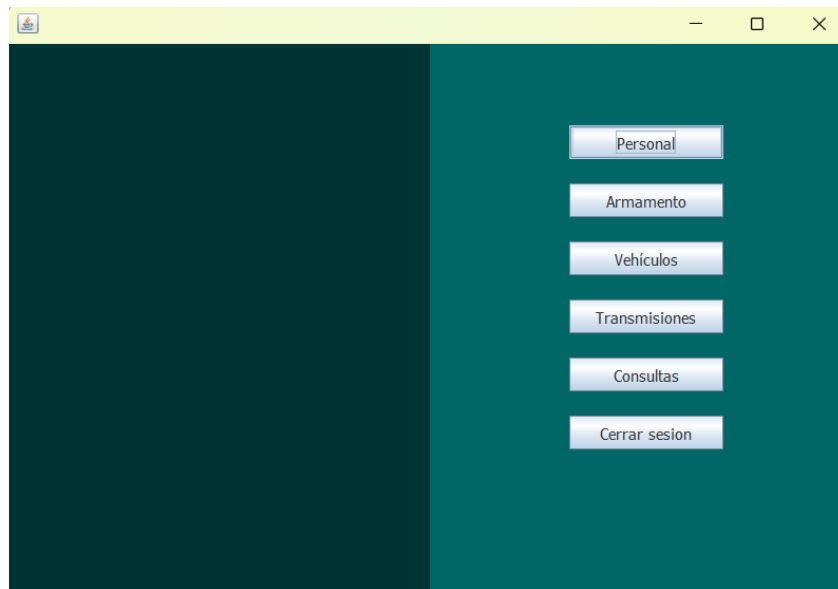 Personal
Armamento
Vehículos
Transmisiones
Consultas
Cerrar sesion